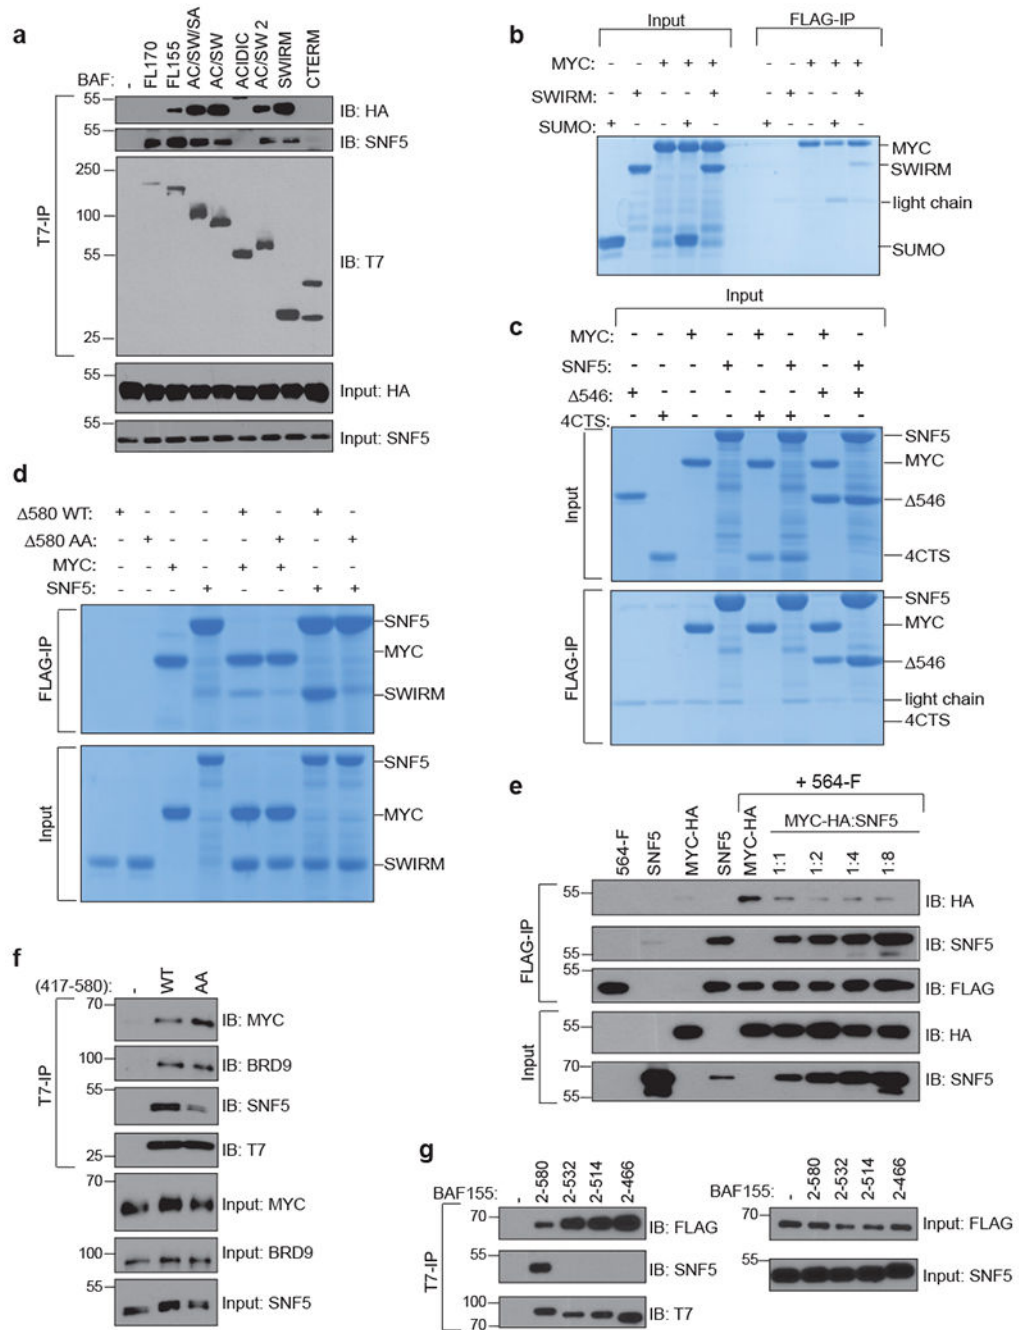 a
BAF: - FL170 FL155 AC/SW/SA AC/SW ACIDIC AC/SW 2 SWIRM CTERM
T7-IP
55 IB: HA
55 IB: SNF5
250
100
55 IB: T7
25
55 Input: HA
55 Input: SNF5
b
Input FLAG-IP
MYC: - - + + + - - + + +
SWIRM: - + - - + - + - - +
SUMO: + - - + - + - - + -
MYC
SWIRM
light chain
SUMO
c
Input
MYC: - - + - + - + -
SNF5: - - - + - + - +
Δ546: + - - - - - + +
4CTS: - + - - + + - -
Input
SNF5
MYC
Δ546
4CTS
FLAG-IP
SNF5
MYC
Δ546
light chain
4CTS
d
Δ580 WT: + - - - + - + -
Δ580 AA: - + - - - + - +
MYC: - - + - + + - -
SNF5: - - - + - - + +
FLAG-IP
SNF5
MYC
SWIRM
Input
SNF5
MYC
SWIRM
e
+ 564-F
MYC-HA:SNF5
564-F SNF5 MYC-HA SNF5 MYC-HA 1:1 1:2 1:4 1:8
FLAG-IP
55 IB: HA
55 IB: SNF5
55 IB: FLAG
Input
55 IB: HA
70
55 IB: SNF5
f
(417-580): - WT AA
T7-IP
70 IB: MYC
100 IB: BRD9
55 IB: SNF5
25 IB: T7
70 Input: MYC
100 Input: BRD9
55 Input: SNF5
g
BAF155: - 2-580 2-532 2-514 2-466
T7-IP
70 IB: FLAG
55 IB: SNF5
100
70 IB: T7
BAF155: - 2-580 2-532 2-514 2-466
70 Input: FLAG
55 Input: SNF5